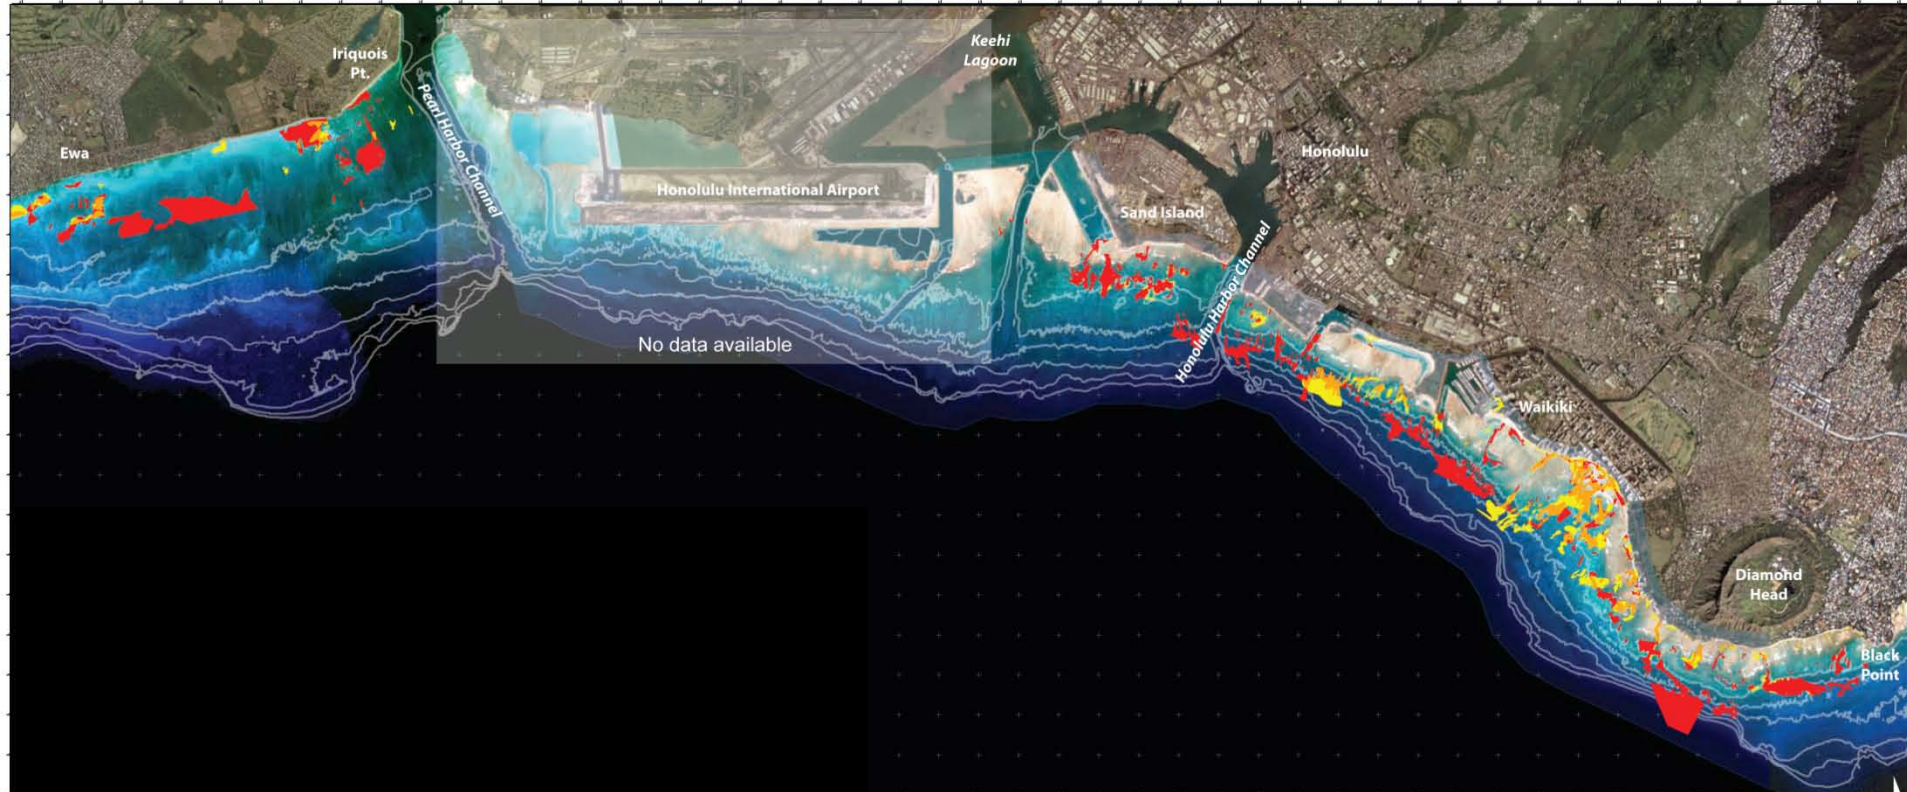 Iriquois
Pt.
Keehi
Lagoon
Pearl Harbor Channel
Ewa
Honolulu
Honolulu International Airport
Sand Island
Honolulu Harbor Channel
No data available
Waikiki
Diamond
Head
Black
Point